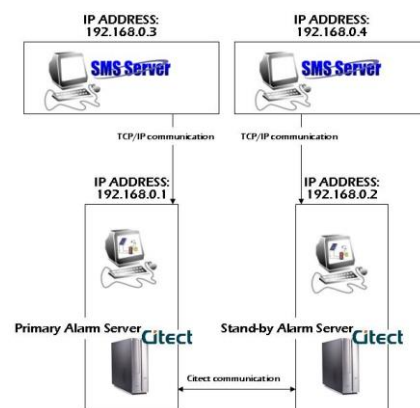 IP ADDRESS:
192.168.0.3
IP ADDRESS:
192.168.0.4
SMS Server
SMS Server
TCP/IP communication
TCP/IP communication
IP ADDRESS:
192.168.0.1
IP ADDRESS:
192.168.0.2
Primary Alarm Server
Citect
Stand-by Alarm Server
Citect
Citect communication